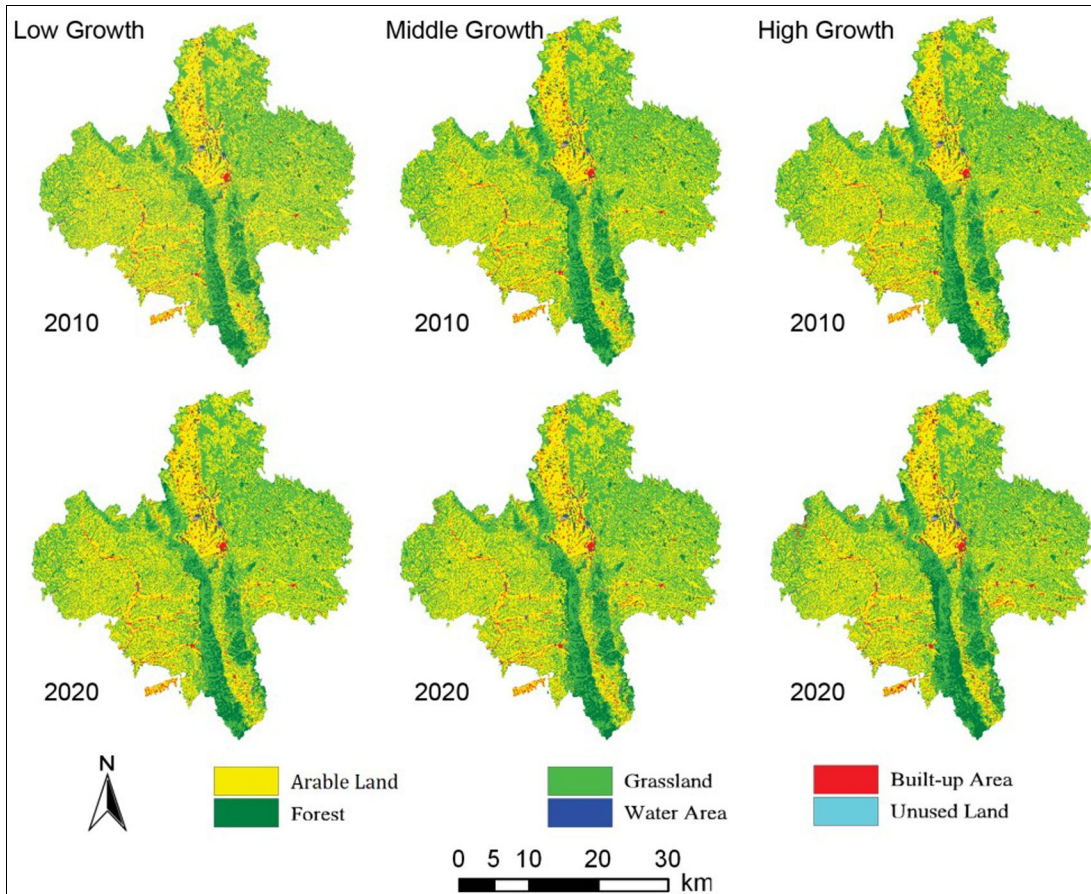 Low Growth
Middle Growth
High Growth
2010
2010
2010
2020
2020
2020
N
Arable Land
Grassland
Built-up Area
Forest
Water Area
Unused Land
0 5 10 20 30
km